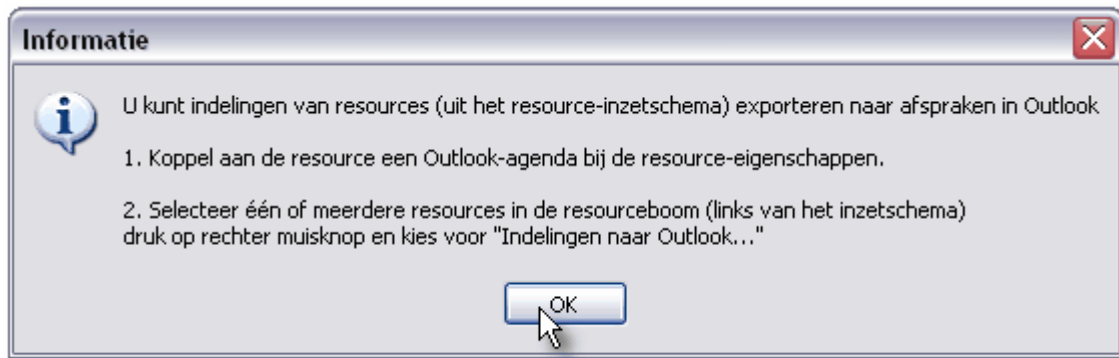 Informatie
U kunt indelingen van resources (uit het resource-inzetschema) exporteren naar afspraken in Outlook
1. Koppel aan de resource een Outlook-agenda bij de resource-eigenschappen.
2. Selecteer één of meerdere resources in de resourceboom (links van het inzetschema)
druk op rechter muisknop en kies voor "Indelingen naar Outlook..."
OK